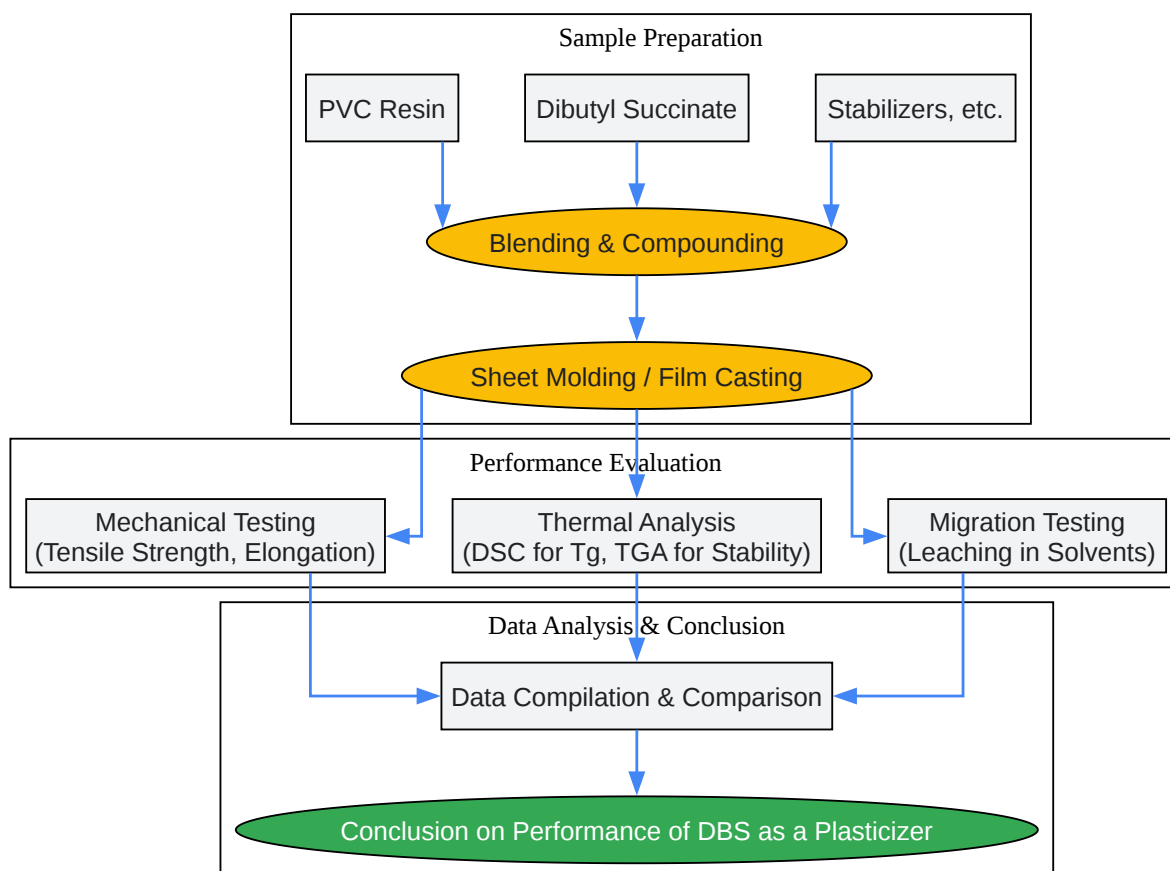 Sample Preparation
PVC Resin
Dibutyl Succinate
Stabilizers, etc.
Blending & Compounding
Sheet Molding / Film Casting
Performance Evaluation
Mechanical Testing
(Tensile Strength, Elongation)
Thermal Analysis
(DSC for Tg, TGA for Stability)
Migration Testing
(Leaching in Solvents)
Data Analysis & Conclusion
Data Compilation & Comparison
Conclusion on Performance of DBS as a Plasticizer